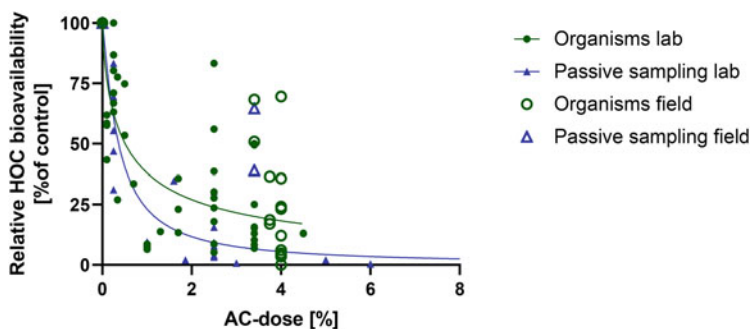 Relative HOC bioavailability
[%of control]
100
75
50
25
0
0
2
4
6
8
AC-dose [%]
Organisms lab
Passive sampling lab
Organisms field
Passive sampling field